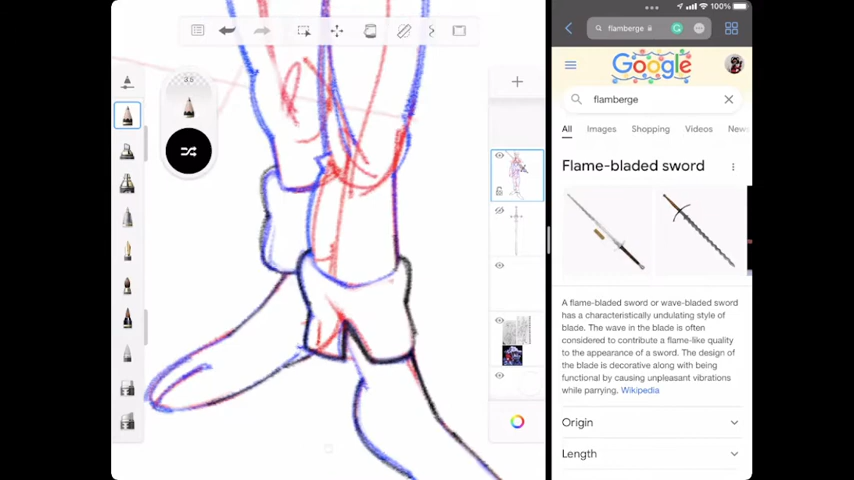 100%
flamberge
3.5
Google
flamberge
All Images Shopping Videos New
Flame-bladed sword
A flame-bladed sword or wave-bladed sword
has a characteristically undulating style of
blade. The wave in the blade is often
considered to contribute a flame-like quality
to the appearance of a sword. The design of
the blade is decorative along with being
functional by causing unpleasant vibrations
while parrying. Wikipedia
Origin
Length